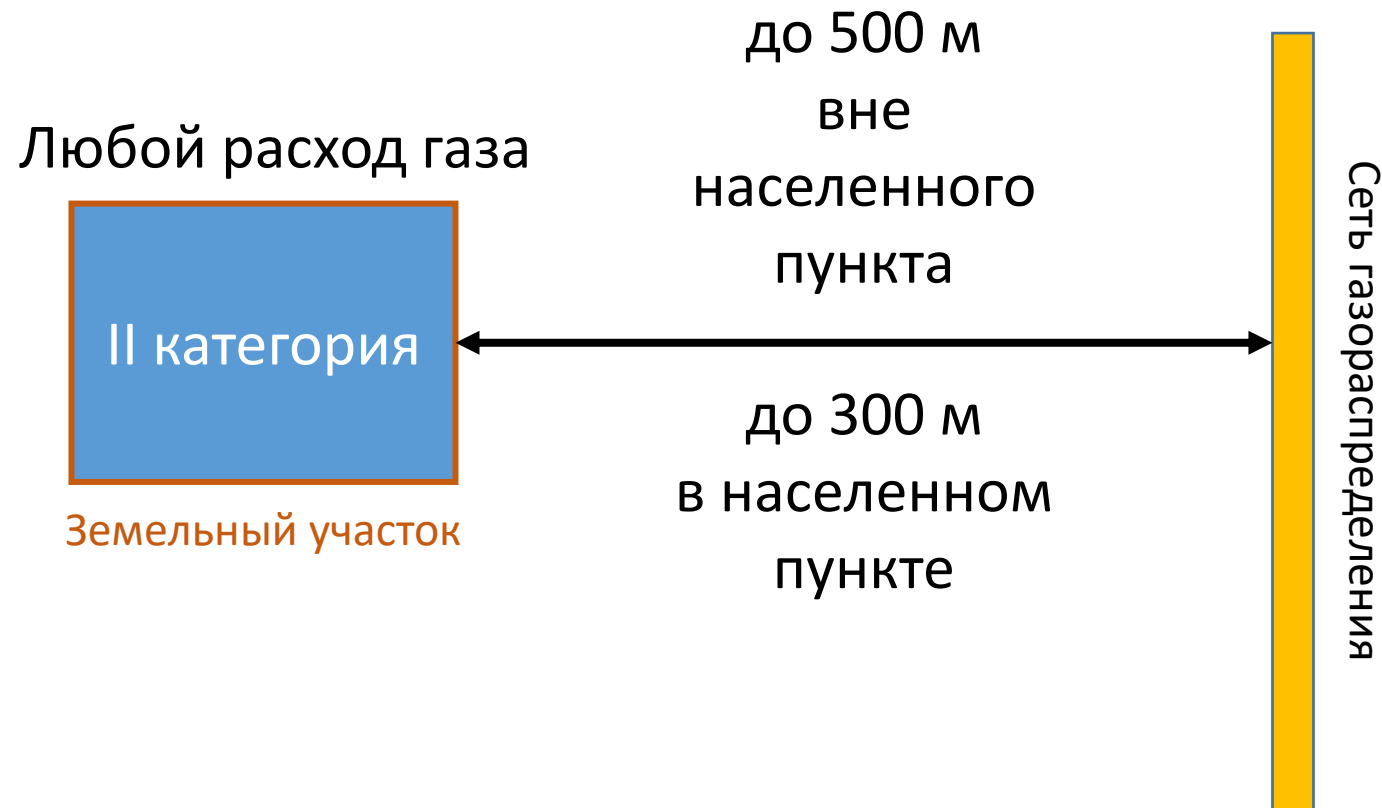 до 500 м
вне
населенного
пункта
Любой расход газа
II категория
Земельный участок
до 300 м
в населенном
пункте
Сеть газораспределения